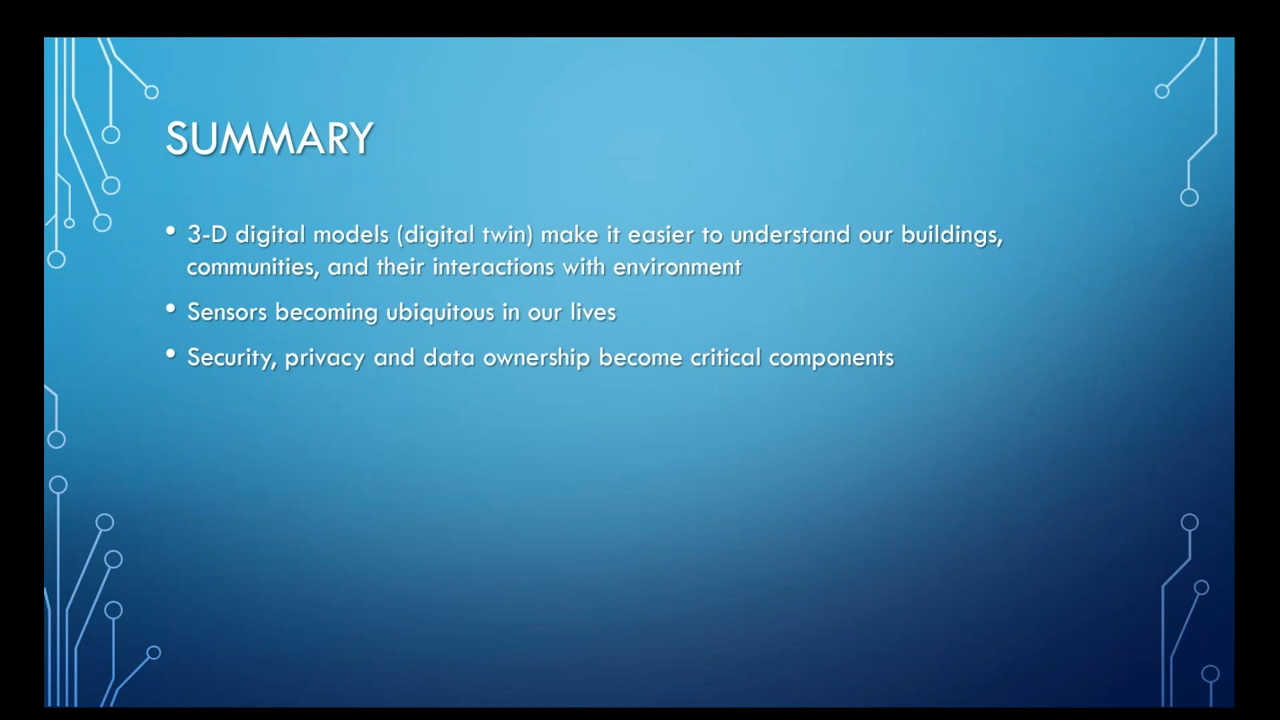 SUMMARY
• 3-D digital models (digital twin) make it easier to understand our buildings,
communities, and their interactions with environment
• Sensors becoming ubiquitous in our lives
• Security, privacy and data ownership become critical components